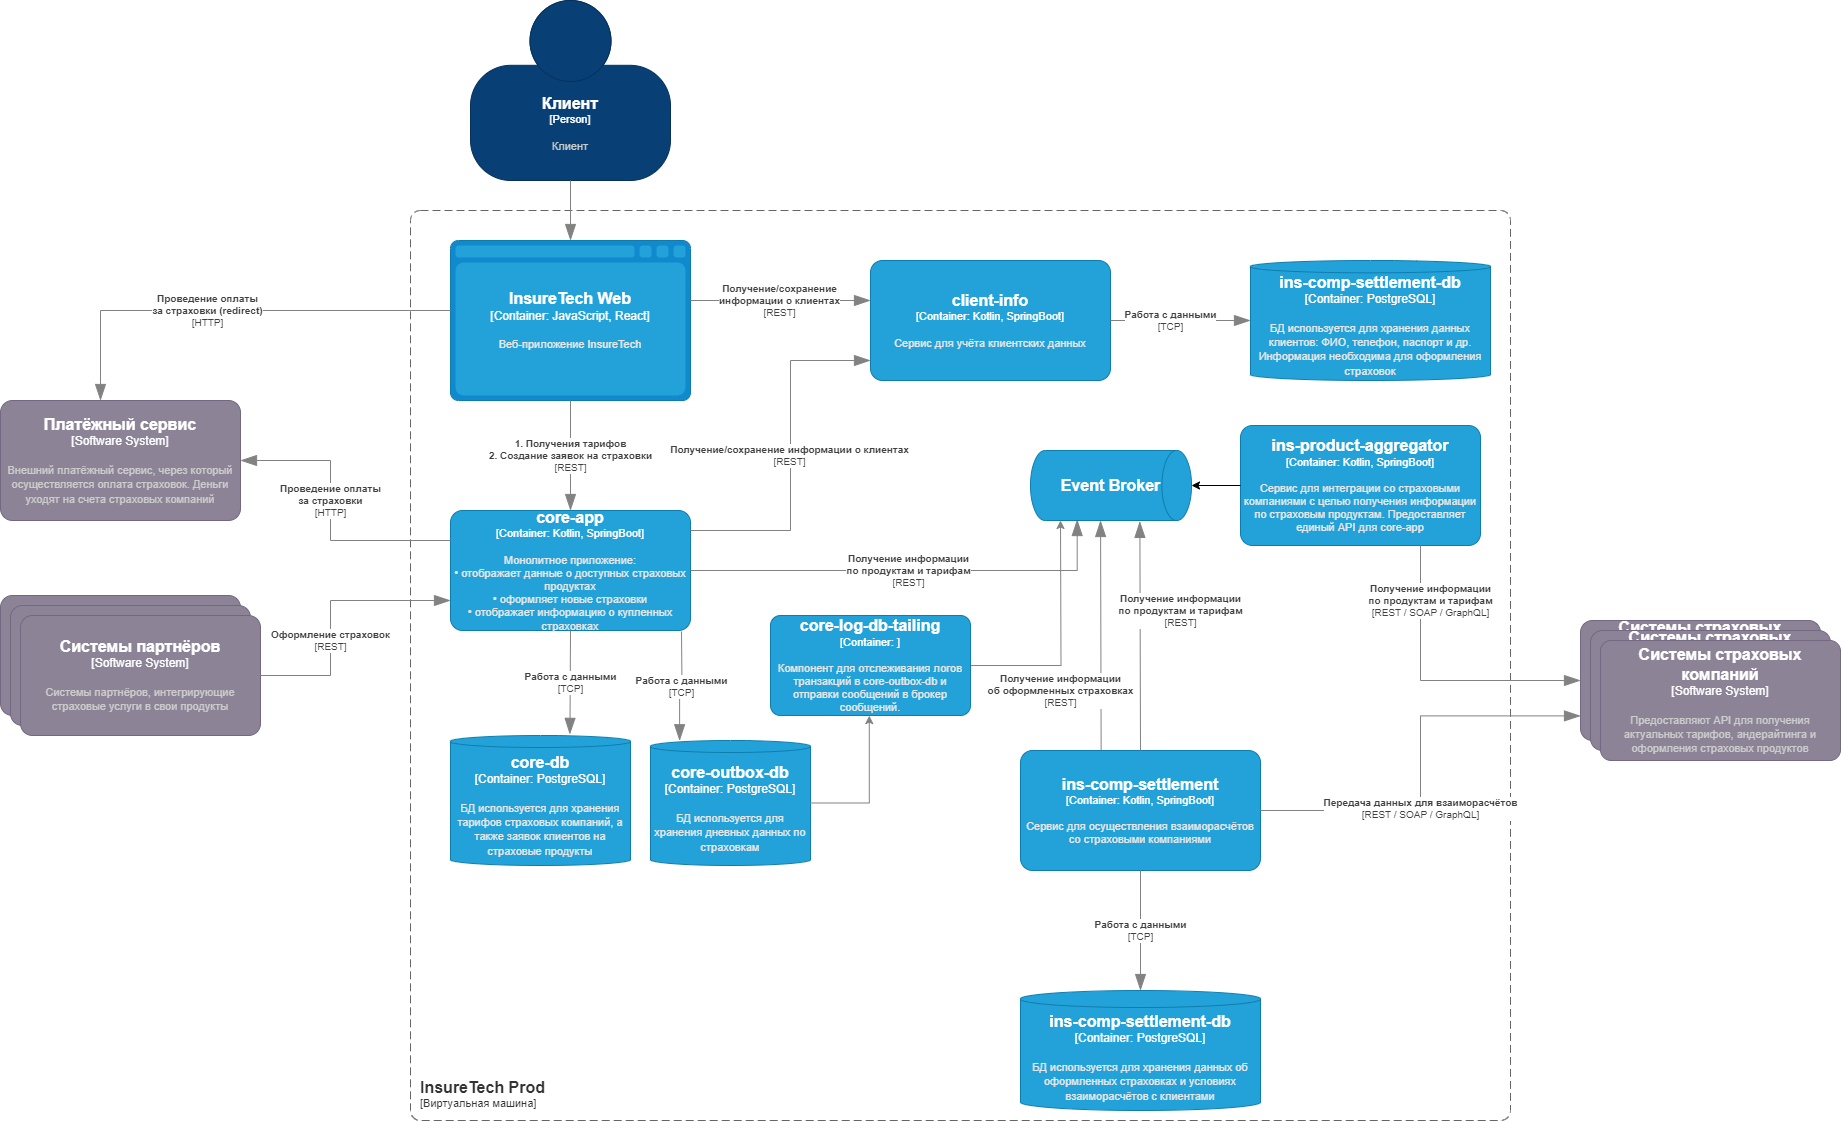 Клиент
[Person]
Клиент
InsureTech Web
[Container: JavaScript, React]
Веб-приложение InsureTech
Получение/сохранение
информации о клиентах
[REST]
client-info
[Container: Kotlin, SpringBoot]
Сервис для учёта клиентских данных
Работа с данными
[TCP]
ins-comp-settlement-db
[Container: PostgreSQL]
БД используется для хранения данных
клиентов: ФИО, телефон, паспорт и др.
Информация необходима для оформления
страховок
Проведение оплаты
за страховки (redirect)
[HTTP]
Платёжный сервис
[Software System]
Внешний платёжный сервис, через который
осуществляется оплата страховок. Деньги
уходят на счета страховых компаний
Проведение оплаты
за страховки
[HTTP]
1. Получения тарифов
2. Создание заявок на страховки
[REST]
Получение/сохранение информации о клиентах
[REST]
Event Broker
ins-product-aggregator
[Container: Kotlin, SpringBoot]
Сервис для интеграции со страховыми
компаниями с целью получения информации
по страховым продуктам. Предоставляет
единый API для core-app
core-app
[Container: Kotlin, SpringBoot]
Монолитное приложение:
• отображает данные о доступных страховых
продуктах
• оформляет новые страховки
• отображает информацию о купленных
страховках
Получение информации
по продуктам и тарифам
[REST]
Получение информации
по продуктам и тарифам
[REST]
Получение информации
по продуктам и тарифам
[REST / SOAP / GraphQL]
Системы партнёров
[Software System]
Системы партнёров, интегрирующие
страховые услуги в свои продукты
Оформление страховок
[REST]
Работа с данными
[TCP]
Работа с данными
[TCP]
core-log-db-tailing
[Container: ]
Компонент для отслеживания логов
транзакций в core-outbox-db и
отправки сообщений в брокер
сообщений.
Получение информации
об оформленных страховках
[REST]
Системы страховых
Системы страховых
Системы страховых
компаний
[Software System]
Предоставляют API для получения
актуальных тарифов, андерайтинга и
оформления страховых продуктов
core-db
[Container: PostgreSQL]
БД используется для хранения
тарифов страховых компаний, а
также заявок клиентов на
страховые продукты
core-outbox-db
[Container: PostgreSQL]
БД используется для
хранения дневных данных по
страховкам
ins-comp-settlement
[Container: Kotlin, SpringBoot]
Сервис для осуществления взаиморасчётов
со страховыми компаниями
Передача данных для взаиморасчётов
[REST / SOAP / GraphQL]
Работа с данными
[TCP]
ins-comp-settlement-db
[Container: PostgreSQL]
БД используется для хранения данных об
оформленных страховках и условиях
взаиморасчётов с клиентами
InsureTech Prod
[Виртуальная машина]